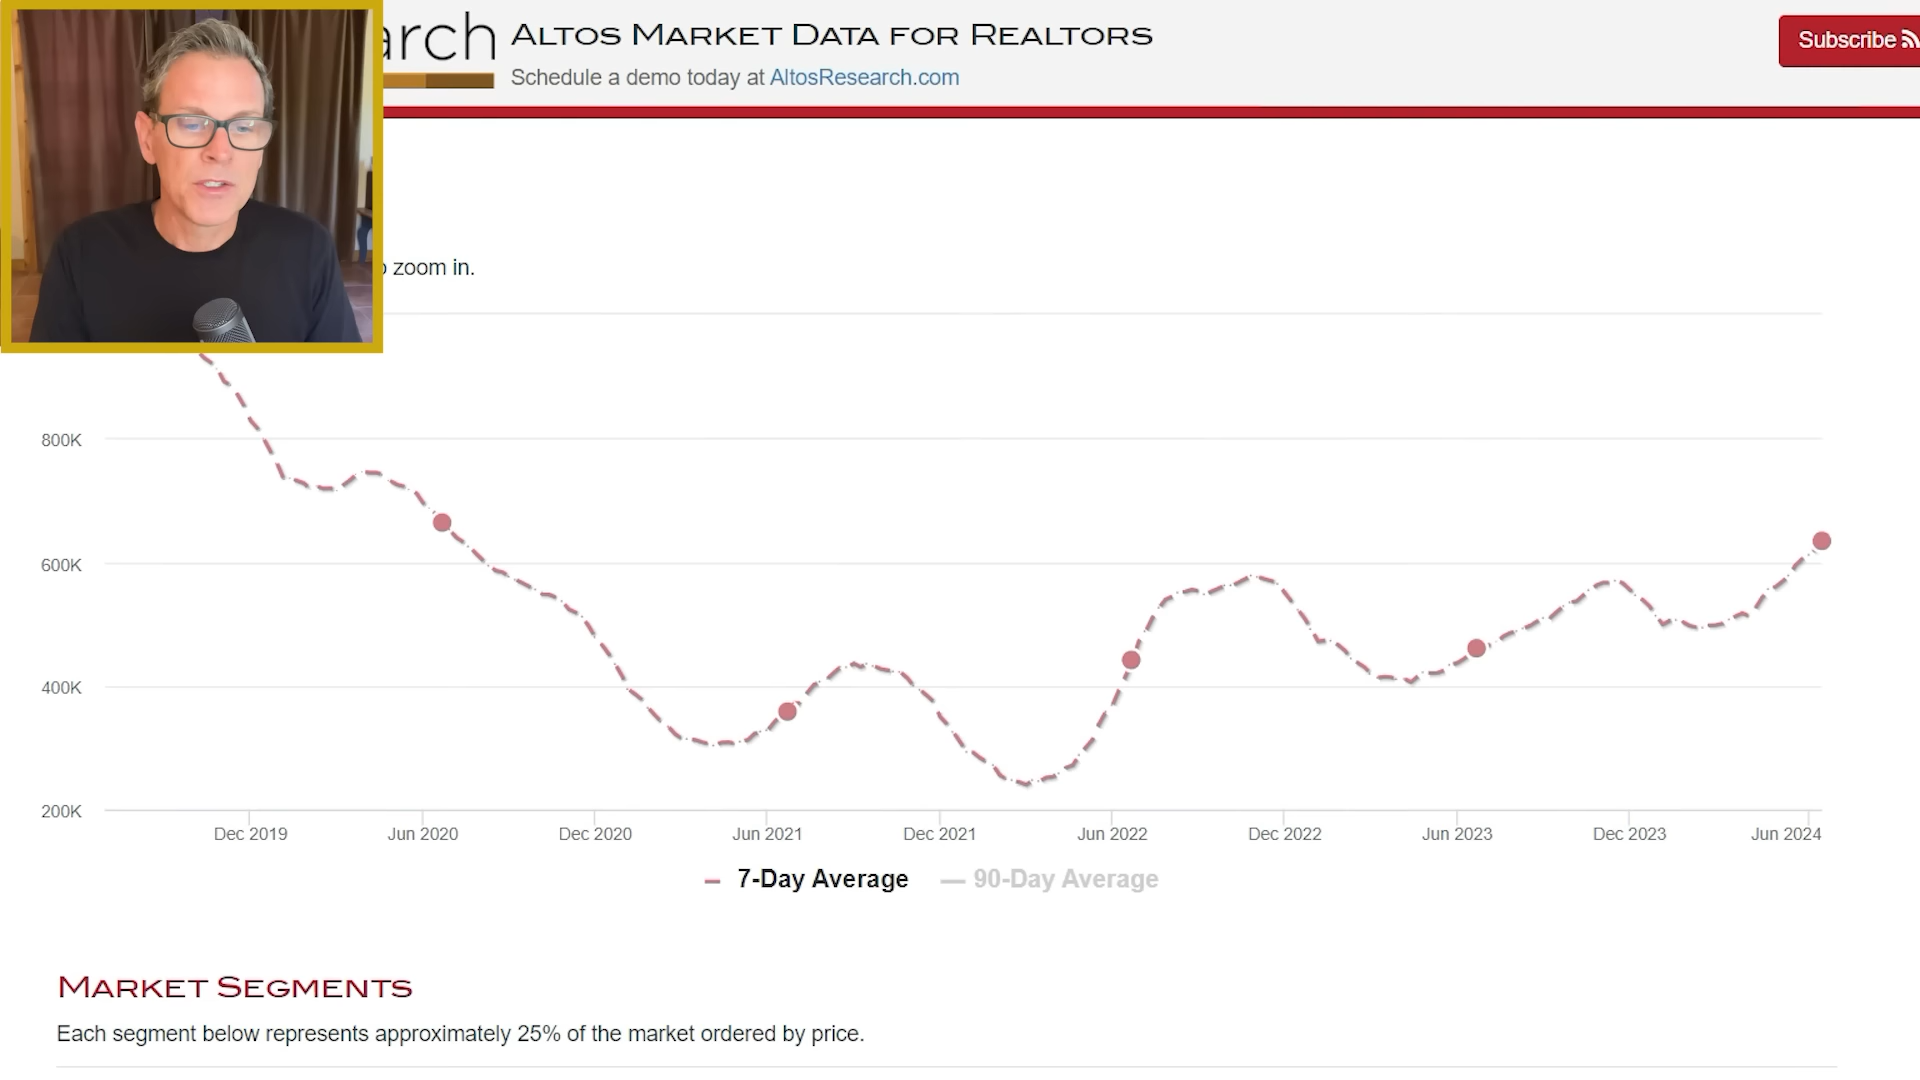 ALTOS MARKET DATA FOR REALTORS
Schedule a demo today at AltosResearch.com
Subscribe
zoom in.
800K
600K
400K
200K
Dec 2019 Jun 2020 Dec 2020 Jun 2021 Dec 2021 Jun 2022 Dec 2022 Jun 2023 Dec 2023 Jun 2024
7-Day Average 90-Day Average
MARKET SEGMENTS
Each segment below represents approximately 25% of the market ordered by price.